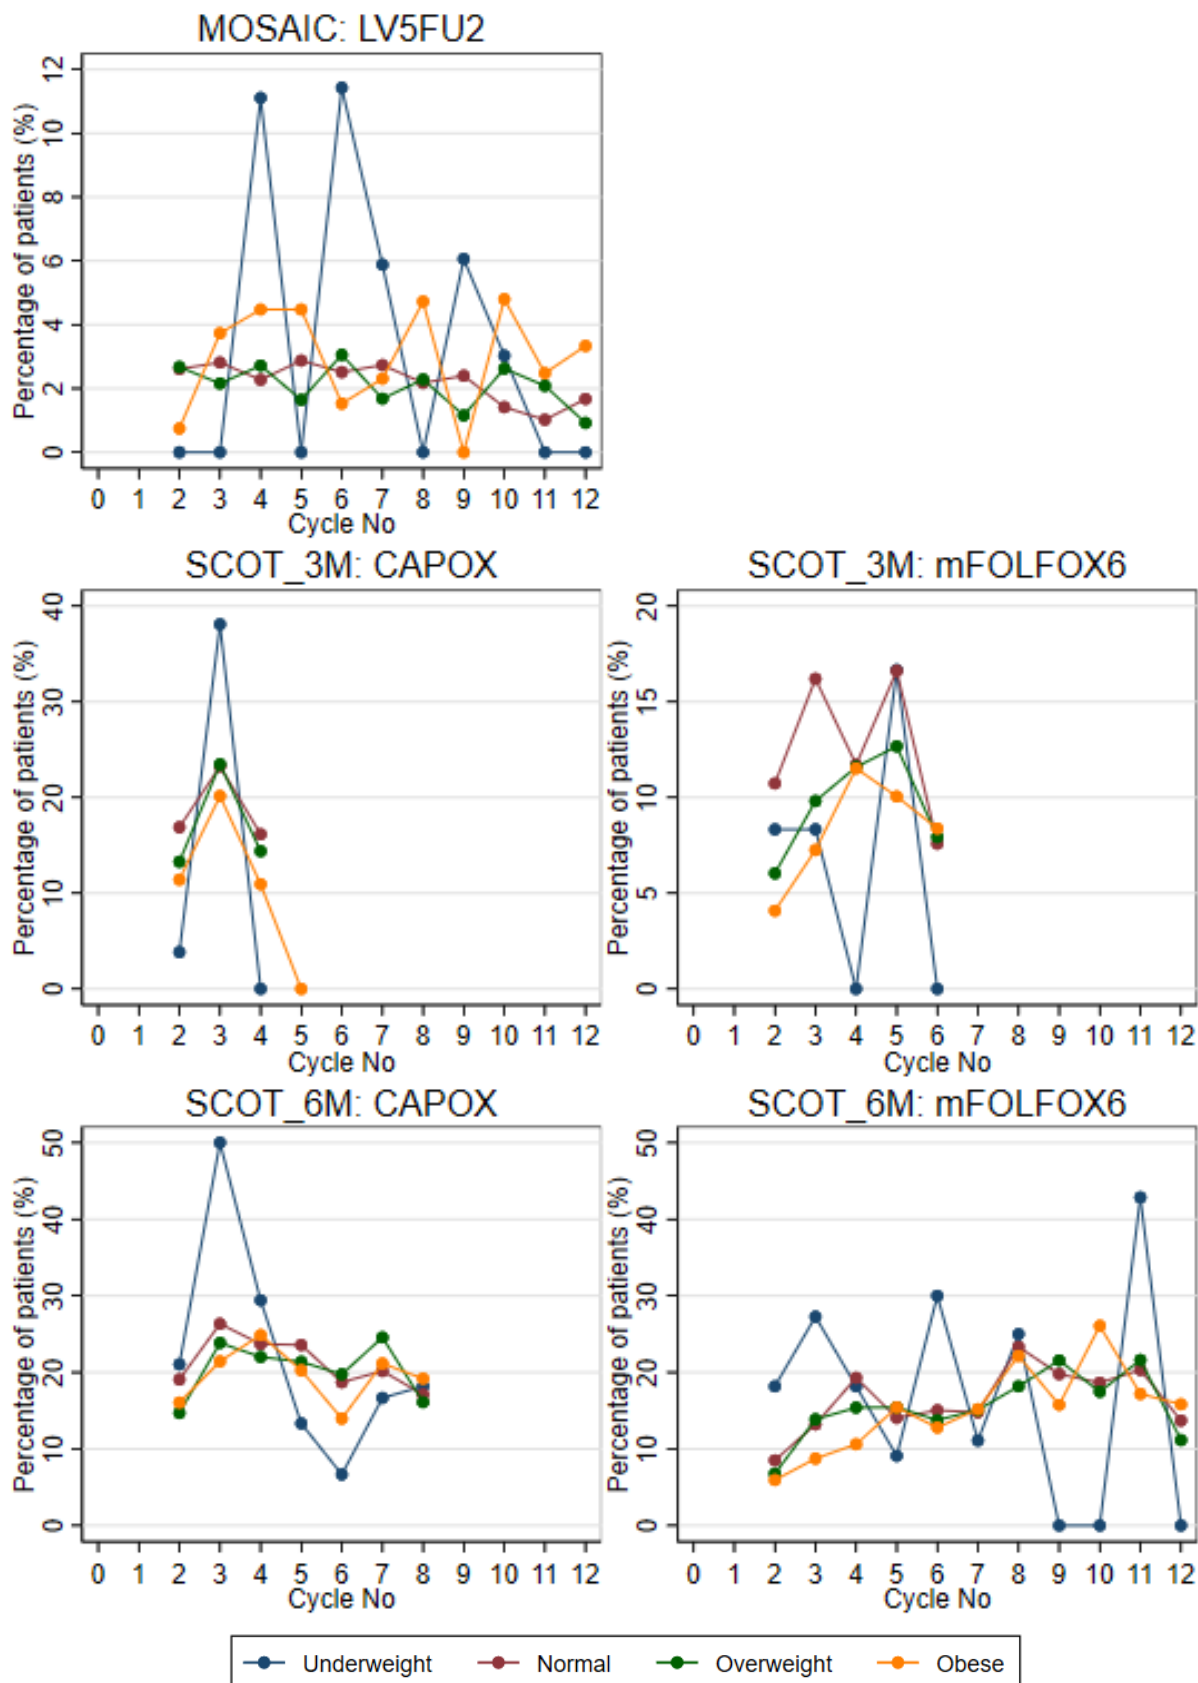 MOSAIC: LV5FU2
Percentage of patients (%)
12
10
8
6
4
2
0
0 1 2 3 4 5 6 7 8 9 10 11 12
Cycle No
SCOT_3M: CAPOX
Percentage of patients (%)
40
30
20
10
0
0 1 2 3 4 5 6 7 8 9 10 11 12
Cycle No
SCOT_3M: mFOLFOX6
Percentage of patients (%)
20
15
10
5
0
0 1 2 3 4 5 6 7 8 9 10 11 12
Cycle No
SCOT_6M: CAPOX
Percentage of patients (%)
50
40
30
20
10
0
0 1 2 3 4 5 6 7 8 9 10 11 12
Cycle No
SCOT_6M: mFOLFOX6
Percentage of patients (%)
50
40
30
20
10
0
0 1 2 3 4 5 6 7 8 9 10 11 12
Cycle No
Underweight Normal Overweight Obese